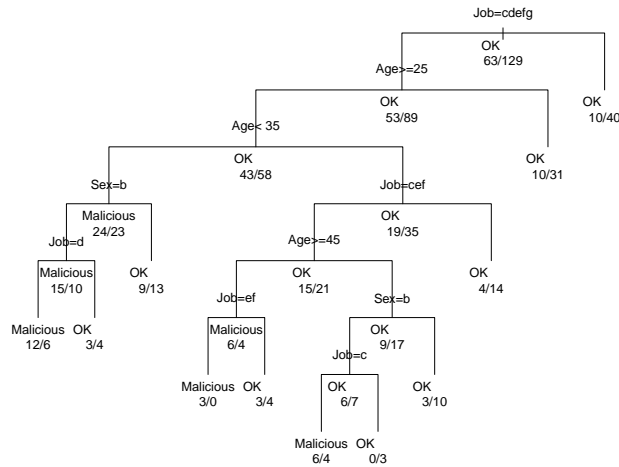 Job=cdefg
OK
63/129
Age>=25
OK
53/89
OK
10/40
Age< 35
OK
43/58
OK
10/31
Sex=b
Malicious
24/23
Job=cef
OK
19/35
Job=d
Malicious
15/10
OK
9/13
Age>=45
OK
15/21
OK
4/14
Malicious
12/6
OK
3/4
Job=ef
Malicious
6/4
Sex=b
OK
9/17
Malicious
3/0
OK
3/4
Job=c
OK
6/7
OK
3/10
Malicious
6/4
OK
0/3